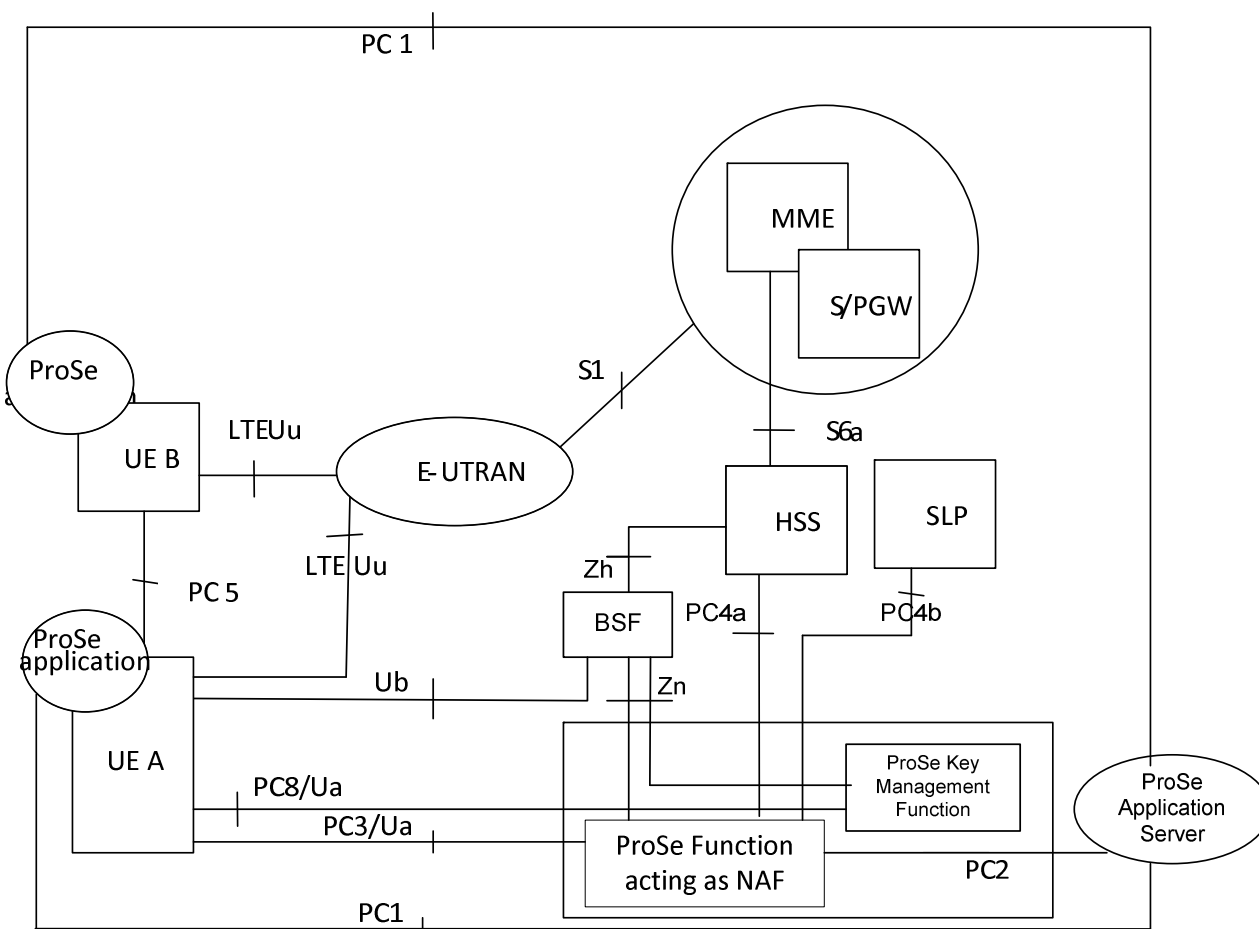 PC 1
MME
S/PGW
S1
ProSe
LTEUu
S6a
UE B
E-UTRAN
HSS
SLP
LTE Uu
Zh
PC 5
BSF
PC4a
PC4b
ProSe
application
Ub
Zn
UE A
ProSe Key
Management
Function
PC8/Ua
ProSe
Application
Server
PC3/Ua
ProSe Function
acting as NAF
PC2
PC1